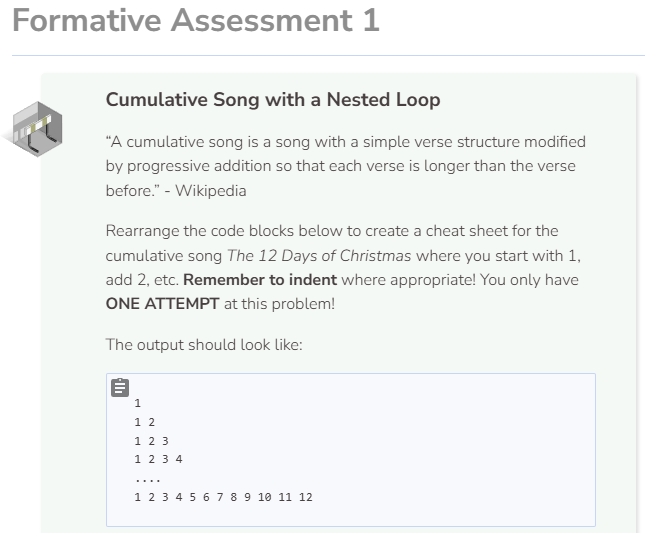 Formative Assessment 1
Cumulative Song with a Nested Loop
“A cumulative song is a song with a simple verse structure modified
by progressive addition so that each verse is longer than the verse
before.” - Wikipedia
Rearrange the code blocks below to create a cheat sheet for the
cumulative song The 12 Days of Christmas where you start with 1,
add 2, etc. Remember to indent where appropriate! You only have
ONE ATTEMPT at this problem!
The output should look like:
1
1 2
1 2 3
1 2 3 4
....
1 2 3 4 5 6 7 8 9 10 11 12